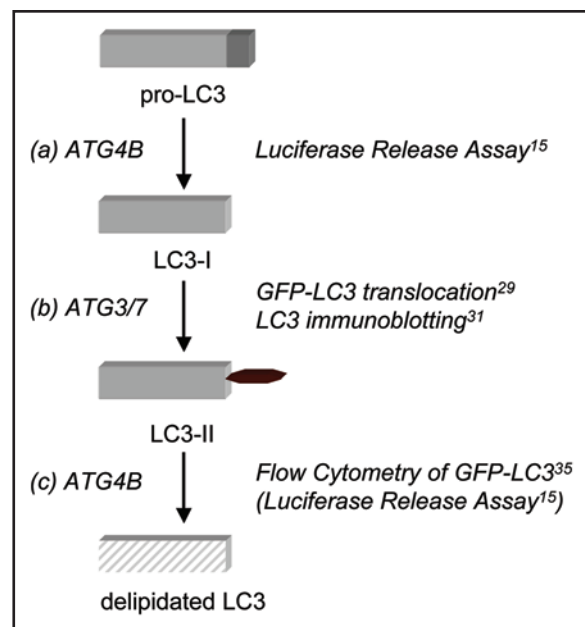 pro-LC3
(a) ATG4B Luciferase Release Assay15
LC3-I
(b) ATG3/7 GFP-LC3 translocation29
LC3 immunoblotting31
LC3-II
(c) ATG4B Flow Cytometry of GFP-LC335
(Luciferase Release Assay15)
delipidated LC3